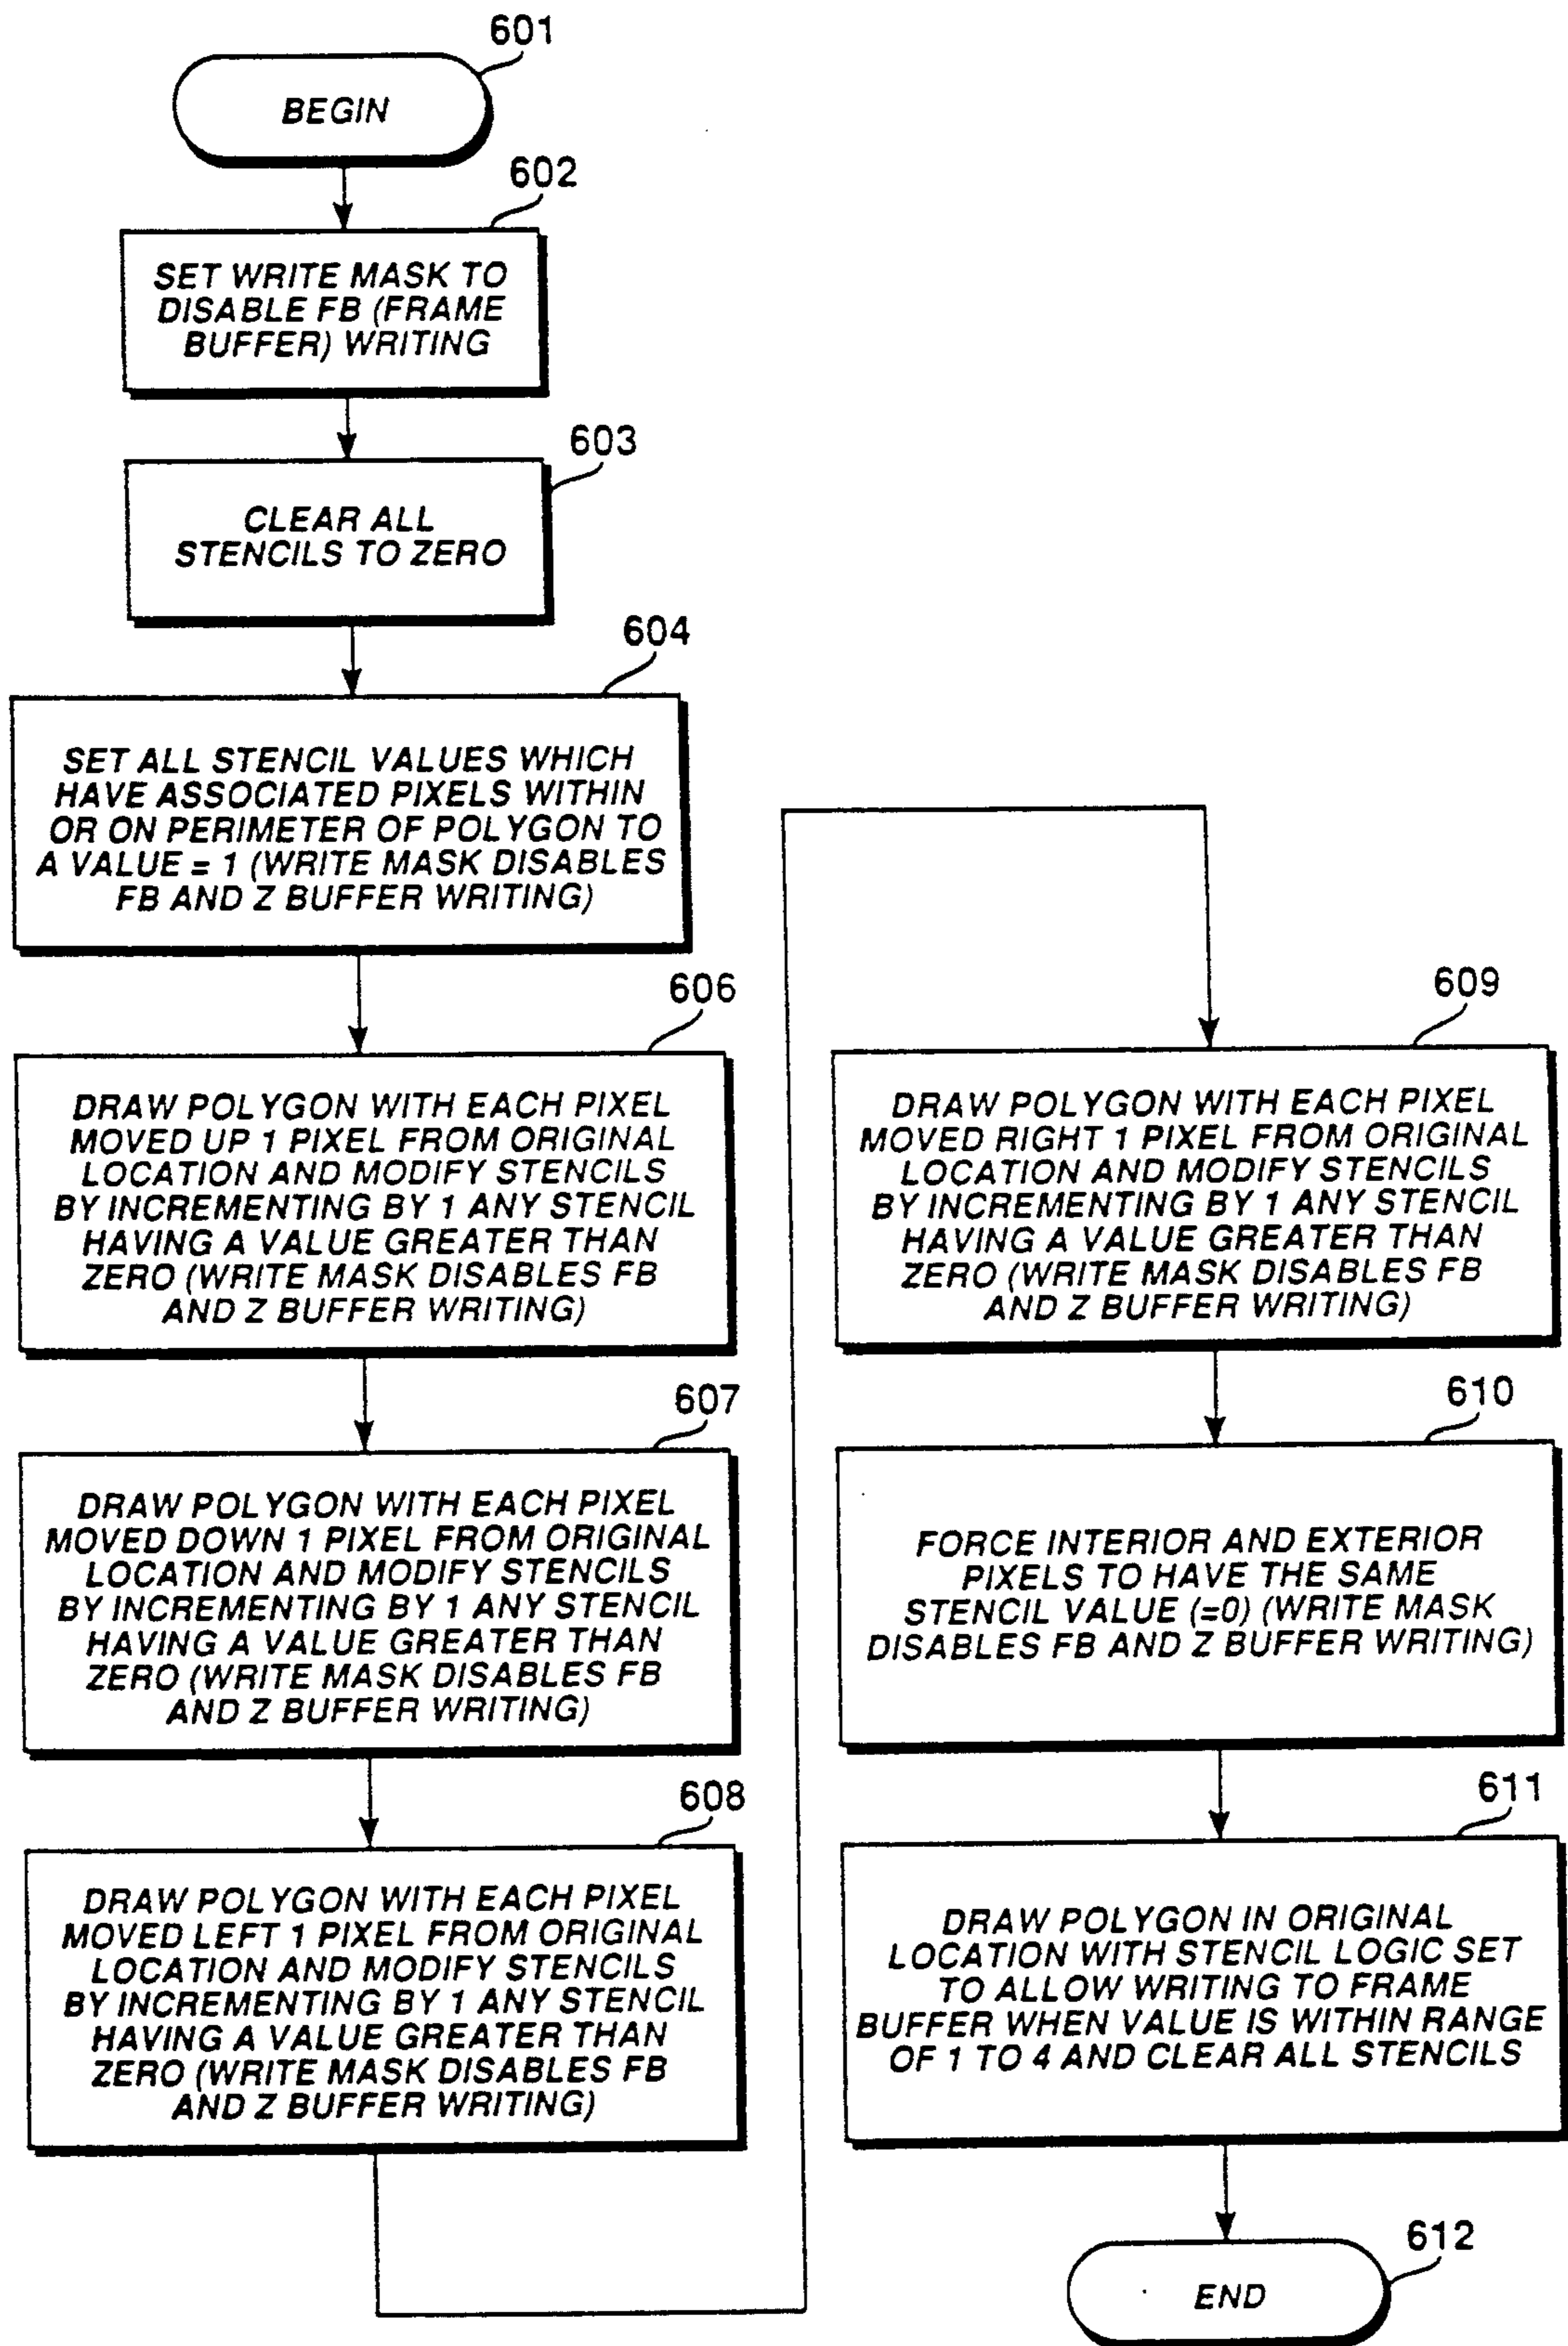 601
BEGIN
602
SET WRITE MASK TO
DISABLE FB (FRAME
BUFFER) WRITING
603
CLEAR ALL
STENCILS TO ZERO
604
SET ALL STENCIL VALUES WHICH
HAVE ASSOCIATED PIXELS WITHIN
OR ON PERIMETER OF POLYGON TO
A VALUE = 1 (WRITE MASK DISABLES
FB AND Z BUFFER WRITING)
606
DRAW POLYGON WITH EACH PIXEL
MOVED UP 1 PIXEL FROM ORIGINAL
LOCATION AND MODIFY STENCILS
BY INCREMENTING BY 1 ANY STENCIL
HAVING A VALUE GREATER THAN
ZERO (WRITE MASK DISABLES FB
AND Z BUFFER WRITING)
607
DRAW POLYGON WITH EACH PIXEL
MOVED DOWN 1 PIXEL FROM ORIGINAL
LOCATION AND MODIFY STENCILS
BY INCREMENTING BY 1 ANY STENCIL
HAVING A VALUE GREATER THAN
ZERO (WRITE MASK DISABLES FB
AND Z BUFFER WRITING)
608
DRAW POLYGON WITH EACH PIXEL
MOVED LEFT 1 PIXEL FROM ORIGINAL
LOCATION AND MODIFY STENCILS
BY INCREMENTING BY 1 ANY STENCIL
HAVING A VALUE GREATER THAN
ZERO (WRITE MASK DISABLES FB
AND Z BUFFER WRITING)
609
DRAW POLYGON WITH EACH PIXEL
MOVED RIGHT 1 PIXEL FROM ORIGINAL
LOCATION AND MODIFY STENCILS
BY INCREMENTING BY 1 ANY STENCIL
HAVING A VALUE GREATER THAN
ZERO (WRITE MASK DISABLES FB
AND Z BUFFER WRITING)
610
FORCE INTERIOR AND EXTERIOR
PIXELS TO HAVE THE SAME
STENCIL VALUE (=0) (WRITE MASK
DISABLES FB AND Z BUFFER WRITING)
611
DRAW POLYGON IN ORIGINAL
LOCATION WITH STENCIL LOGIC SET
TO ALLOW WRITING TO FRAME
BUFFER WHEN VALUE IS WITHIN RANGE
OF 1 TO 4 AND CLEAR ALL STENCILS
612
END